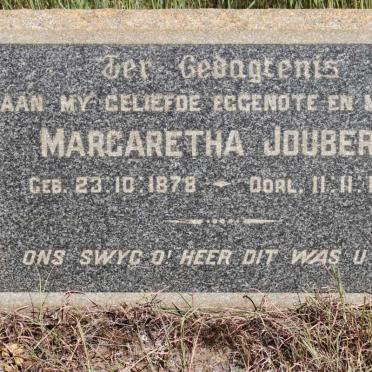 Ter Gedagtenis
AAN MY GELIEFDE EGGENOTE EN M
MARGARETHA JOUBER
GEB. 23.10.1878 - OORL. 11.11.1
ONS SWYG O' HEER DIT WAS U